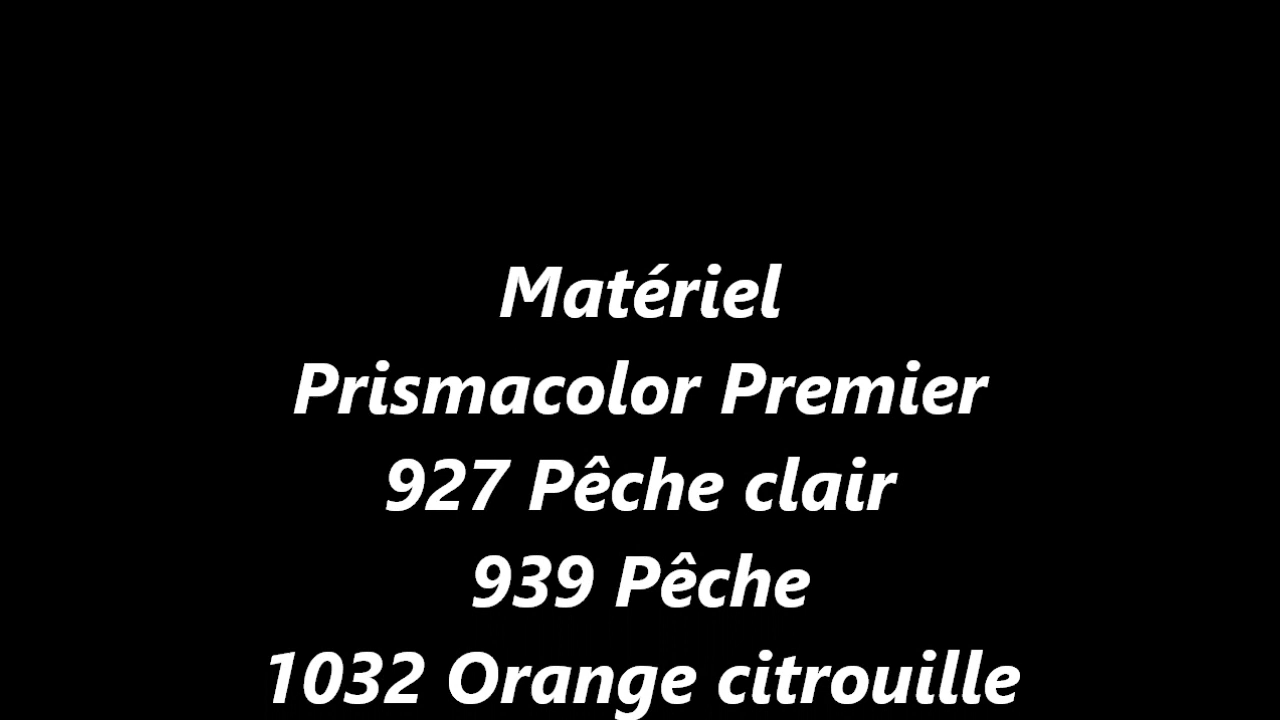 Matériel
Prismacolor Premier
927 Pêche clair
939 Pêche
1032 Orange citrouille